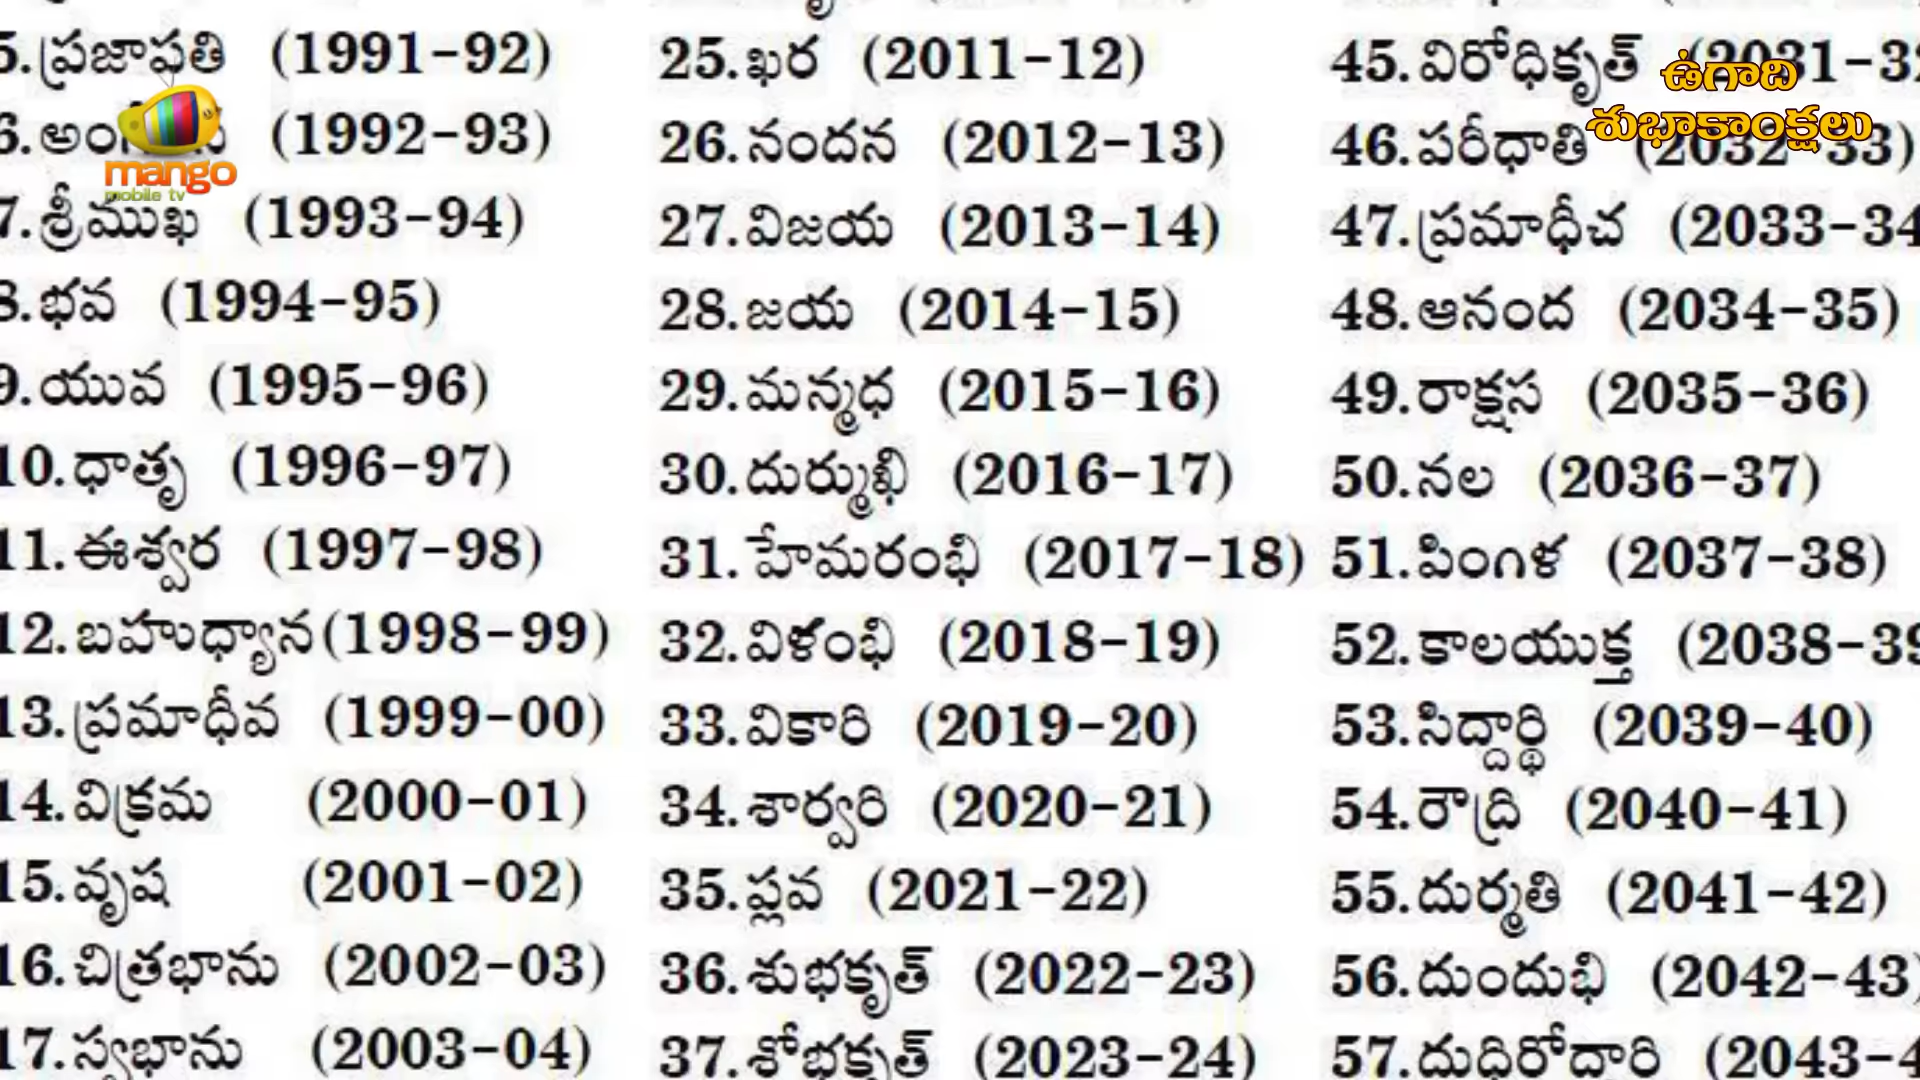 5.ప్రజాపతి (1991-92)
(1992-93)
7.శ్రీముఖ (1993-94)
8.భవ (1994-95)
9.యువ (1995-96)
10.ధాతృ (1996-97)
11.ఈశ్వర (1997-98)
12.బహుధ్యాన(1998-99)
13.ప్రమాధీవ (1999-00)
14.విక్రమ (2000-01)
15.వృష (2001-02)
16.చిత్రభాను (2002-03)
17.స్వభాను (2003-04)
25.ఖర (2011-12)
26.నందన (2012-13)
27.విజయ (2013-14)
28.జయ (2014-15)
29.మన్మధ (2015-16)
30.దుర్ముఖి (2016-17)
31.హేమరంభి (2017-18)
32.విళంభి (2018-19)
33.వికారి (2019-20)
34.శార్వరి (2020-21)
35.ప్లవ (2021-22)
36.శుభకృత్ (2022-23)
37.శోభకృత్ (2023-24)
45.విరోధికృత్ (2031-32
46.పరీధాతి (2032-33)
47.ప్రమాధీచ (2033-34
48.ఆనంద (2034-35)
49.రాక్షస (2035-36)
50.నల (2036-37)
51.పింగళ (2037-38)
52.కాలయుక్త (2038-39
53.సిద్ధార్థి (2039-40)
54.రౌద్రి (2040-41)
55.దుర్మతి (2041-42)
56.దుందుభి (2042-43)
57.దుధిరోదారి (2043-4
mango
mobile tv
ఉగాది
శుభాకాంక్షలు